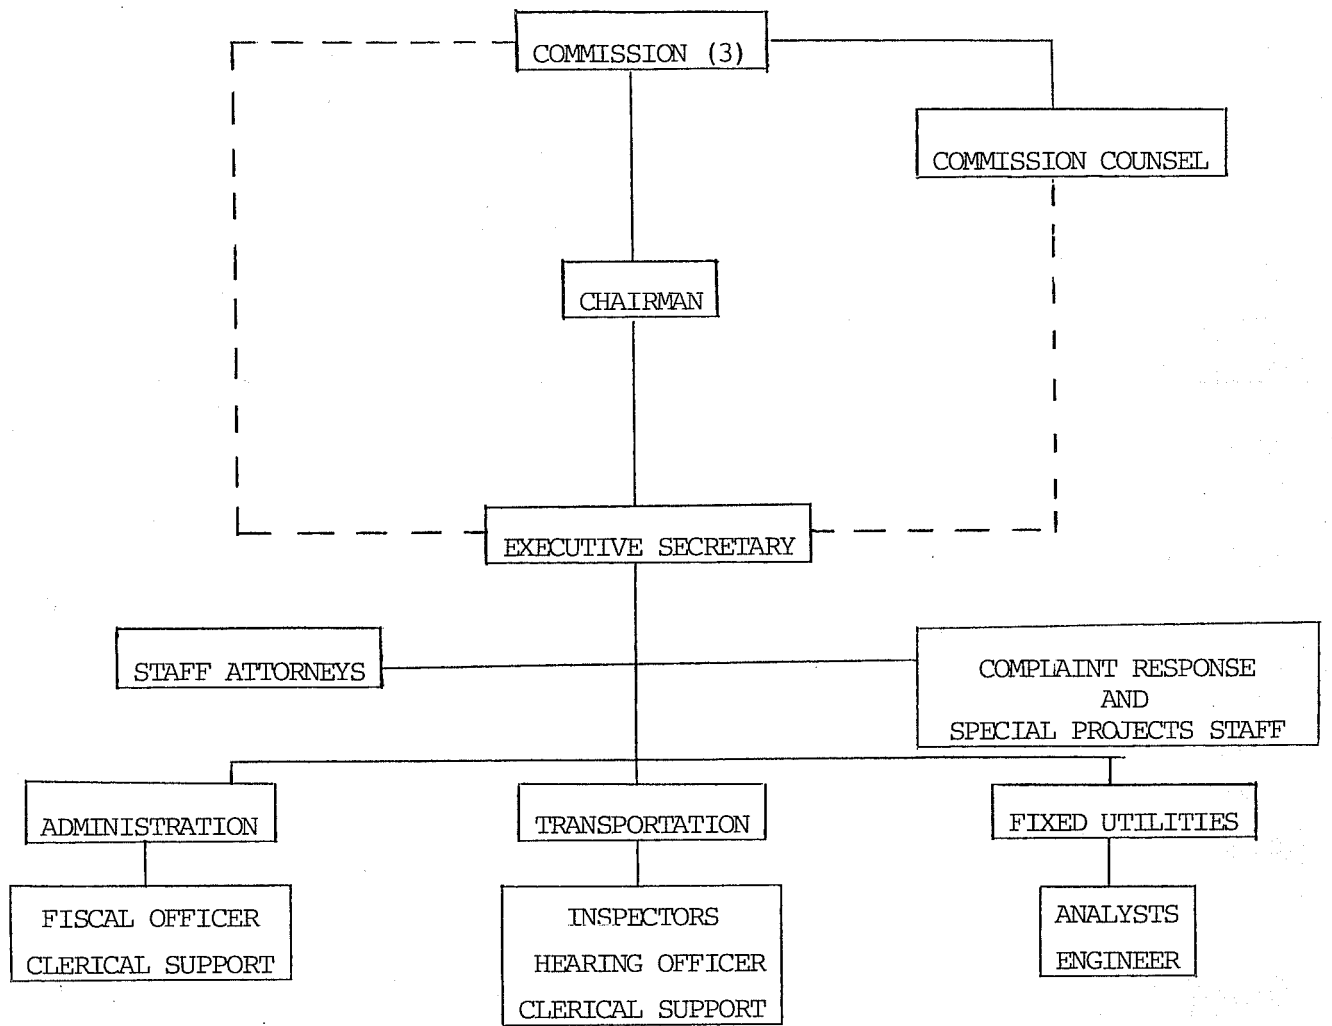 COMMISSION (3)
COMMISSION COUNSEL
CHAIRMAN
EXECUTIVE SECRETARY
STAFF ATTORNEYS
COMPLAINT RESPONSE
AND
SPECIAL PROJECTS STAFF
ADMINISTRATION
TRANSPORTATION
FIXED UTILITIES
FISCAL OFFICER
CLERICAL SUPPORT
INSPECTORS
HEARING OFFICER
CLERICAL SUPPORT
ANALYSTS
ENGINEER